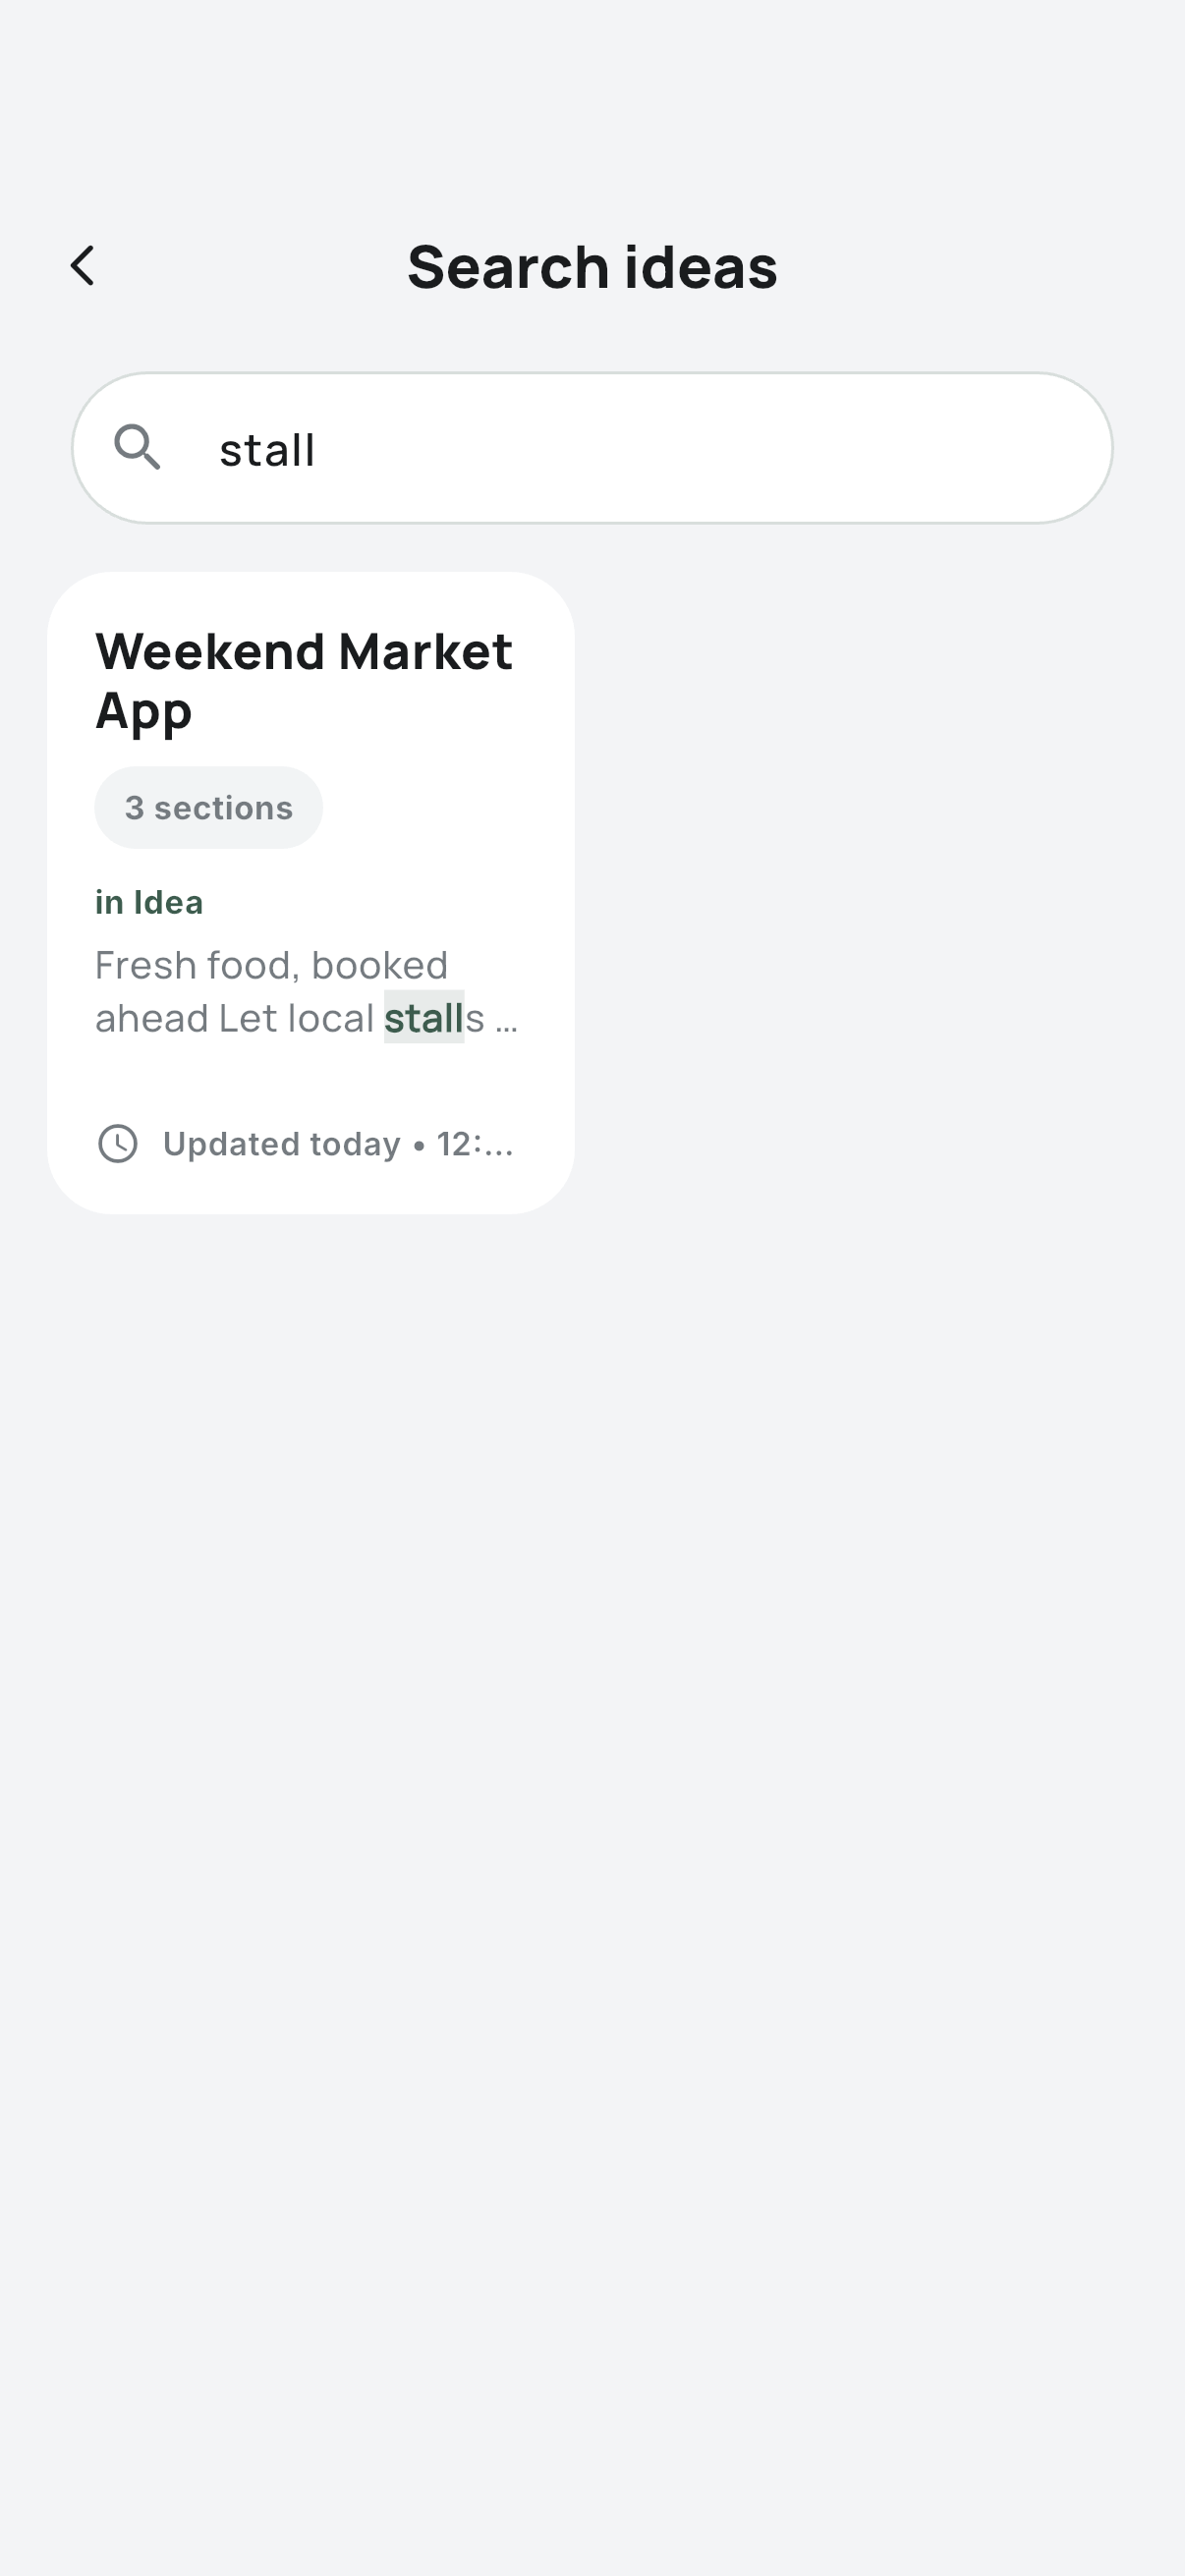 Search ideas
stall
Weekend Market
App
3 sections
in Idea
Fresh food, booked
ahead Let local stalls ...
Updated today • 12:...